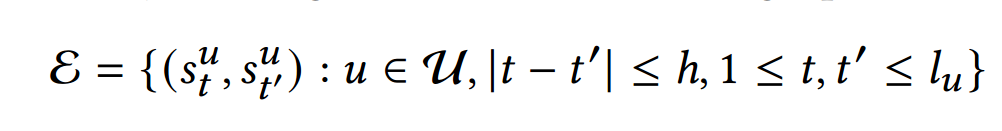 ℰ = {(s_t^u, s_{t′}^u) : u ∈ 𝒰, |t − t′| ≤ h, 1 ≤ t, t′ ≤ l_u}